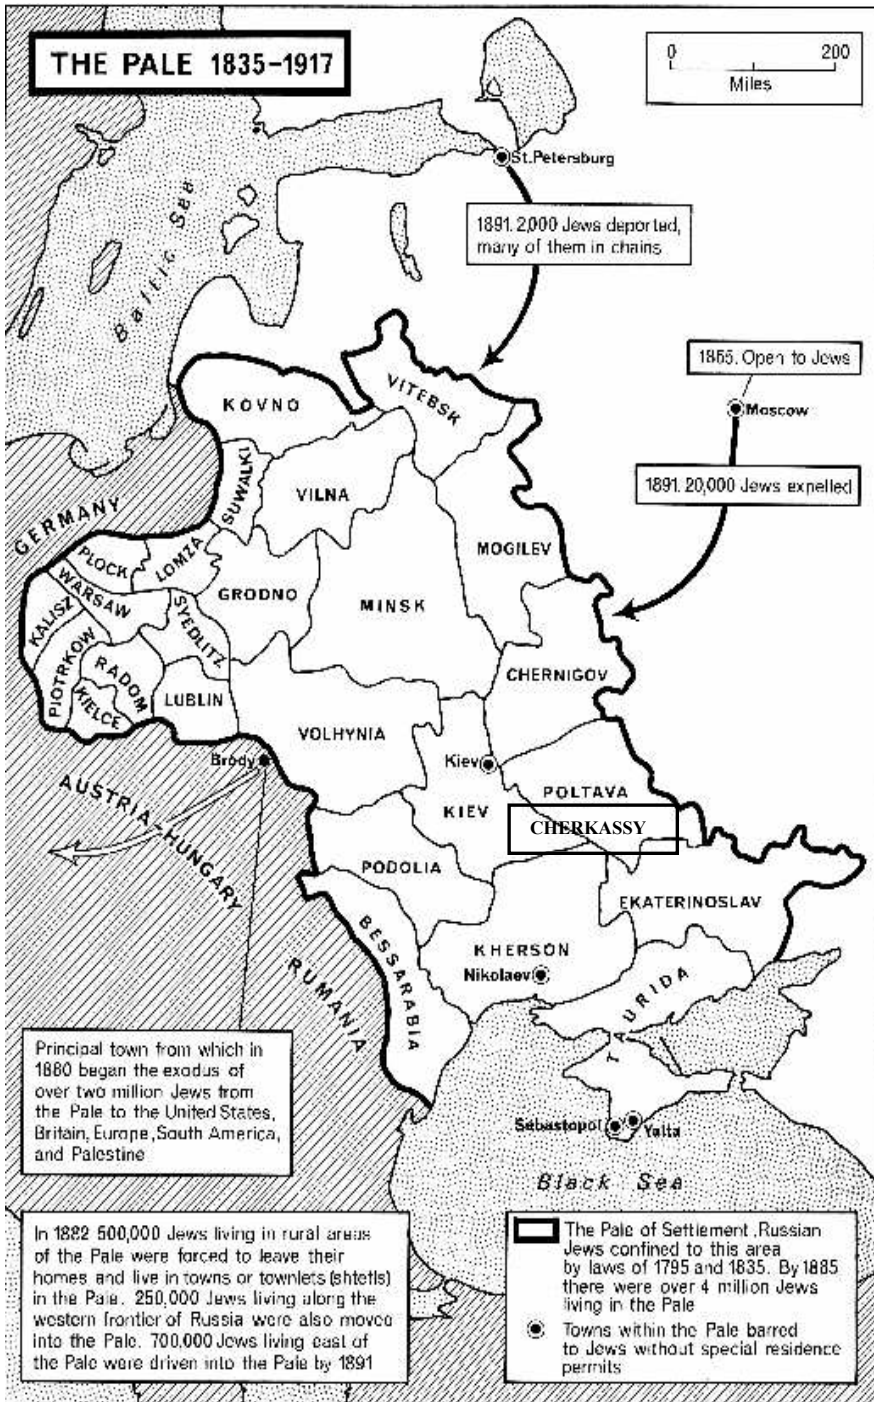 THE PALE 1835-1917
0 200
Miles
St. Petersburg
1891. 2,000 Jews deported,
many of them in chains
Baltic Sea
1855. Open to Jews
Moscow
1891. 20,000 Jews expelled
VITEBSK
KOVNO
SUWALKI
VILNA
GERMANY
MOGILEV
PLOCK
LOMZA
GRODNO
MINSK
WARSAW
KALISZ
SYEDLITZ
PIOTRKOW
RADOM
KIELCE
LUBLIN
CHERNIGOV
VOLHYNIA
Brody
Kiev
AUSTRIA-HUNGARY
POLTAVA
KIEV
CHERKASSY
PODOLIA
EKATERINOSLAV
BESSARABIA
KHERSON
Nikolaev
RUMANIA
TAURIDA
Principal town from which in
1880 began the exodus of
over two million Jews from
the Pale to the United States,
Britain, Europe, South America,
and Palestine
Sebastopol
Yalta
Black Sea
In 1882 500,000 Jews living in rural areas
of the Pale were forced to leave their
homes and live in towns or townlets (shtetls)
in the Pale. 250,000 Jews living along the
western frontier of Russia were also moved
into the Pale. 700,000 Jews living east of
the Pale were driven into the Pale by 1891
The Pale of Settlement. Russian
Jews confined to this area
by laws of 1795 and 1835. By 1885
there were over 4 million Jews
living in the Pale
Towns within the Pale barred
to Jews without special residence
permits